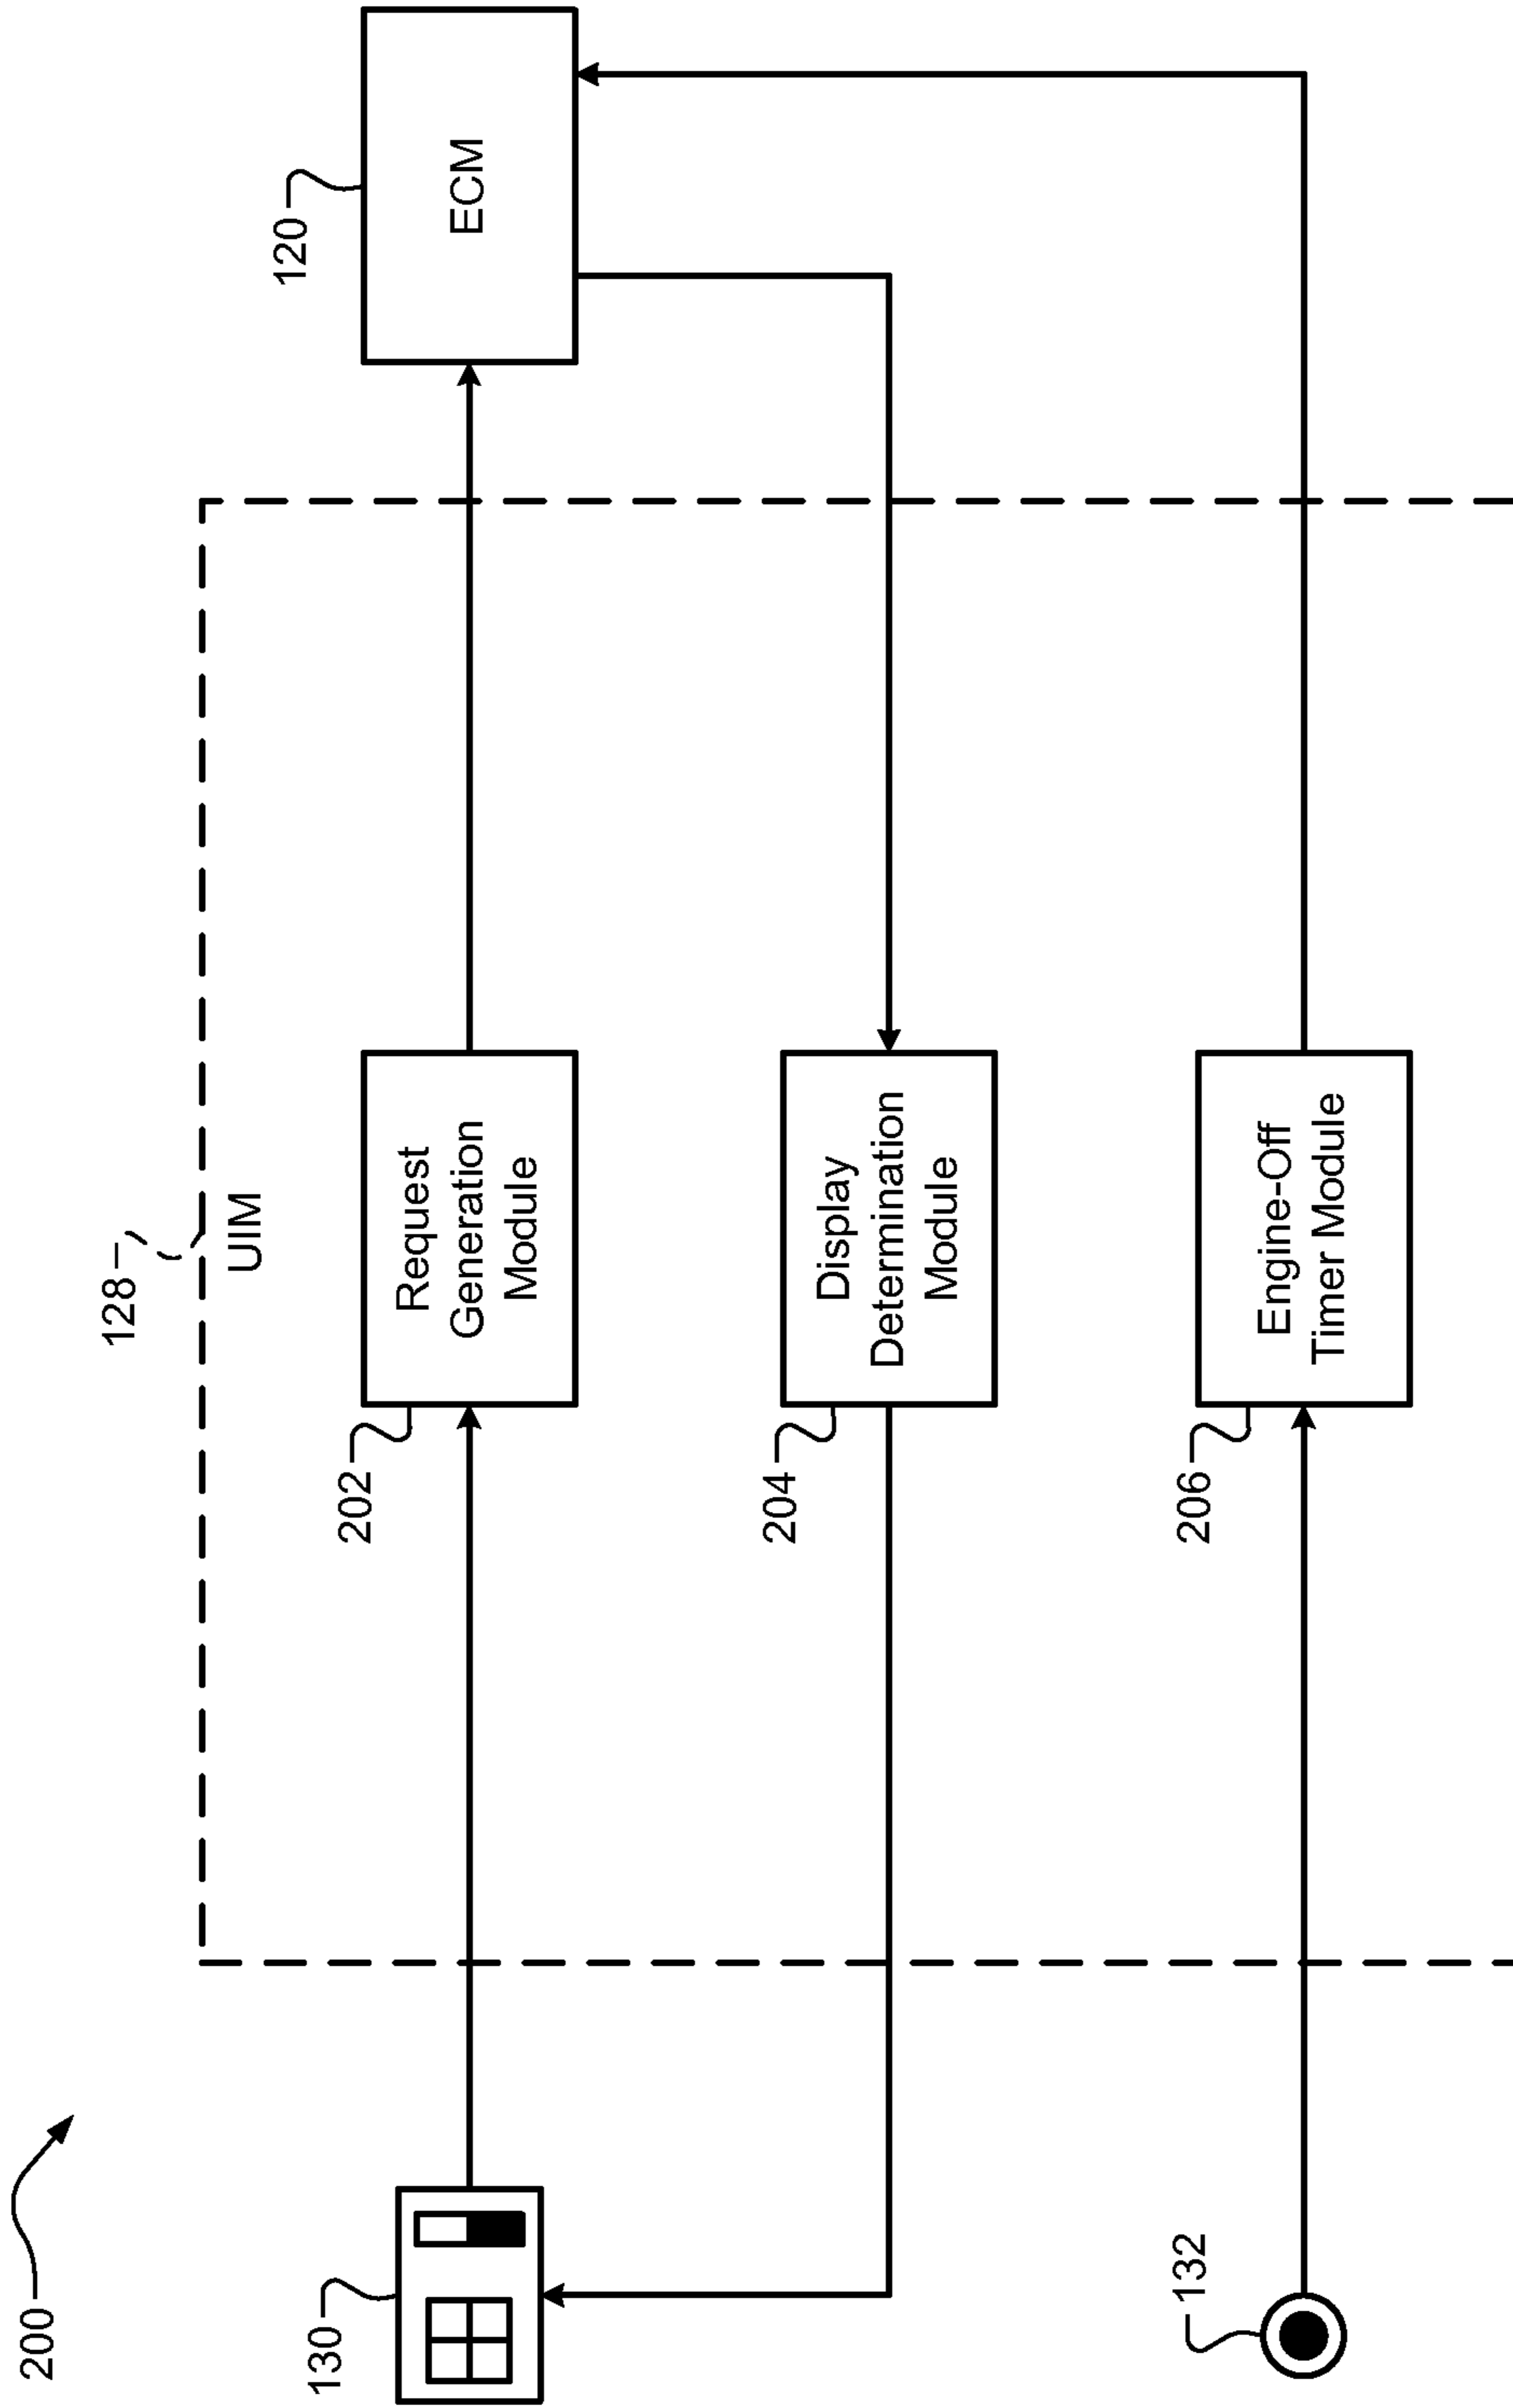 200
128
UIM
130
202
Request
Generation
Module
120
ECM
204
Display
Determination
Module
132
206
Engine-Off
Timer Module